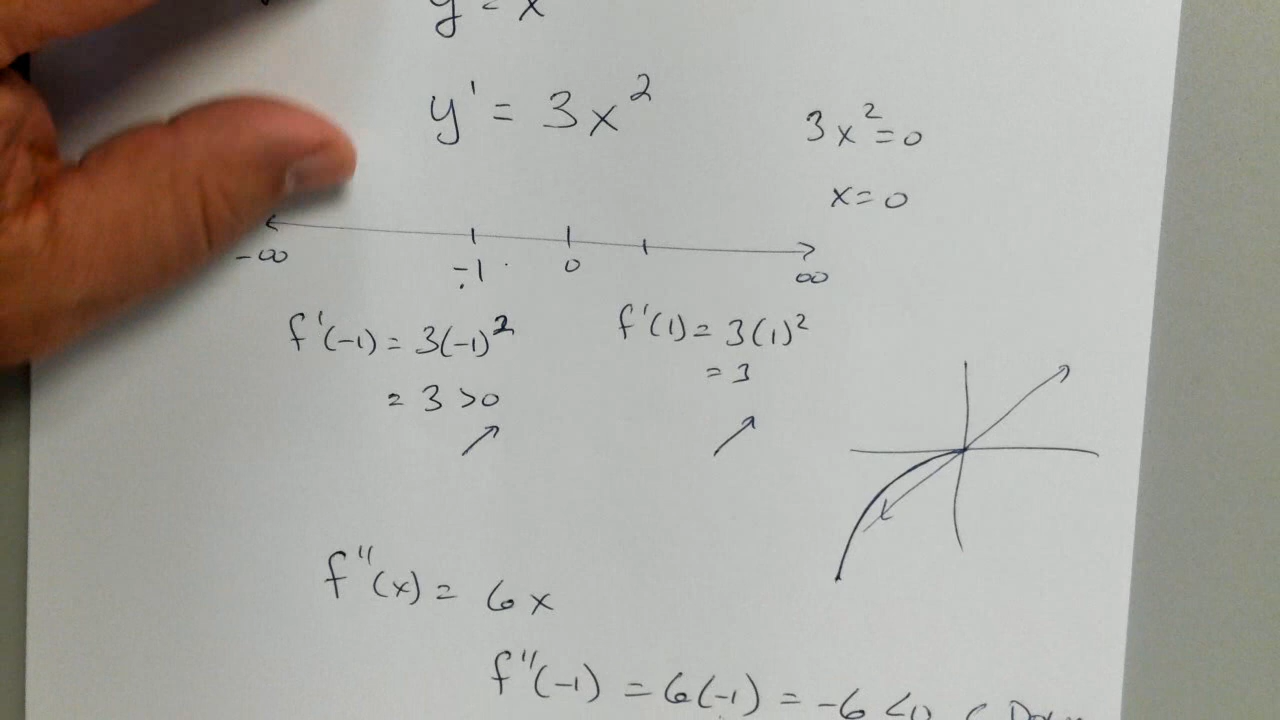 y = x
y' = 3x²
3x² = 0
x = 0
-∞ -1 0 ∞
f'(-1) = 3(-1)²
= 3 > 0
f'(1) = 3(1)²
= 3
f''(x) = 6x
f''(-1) = 6(-1) = -6 < 0